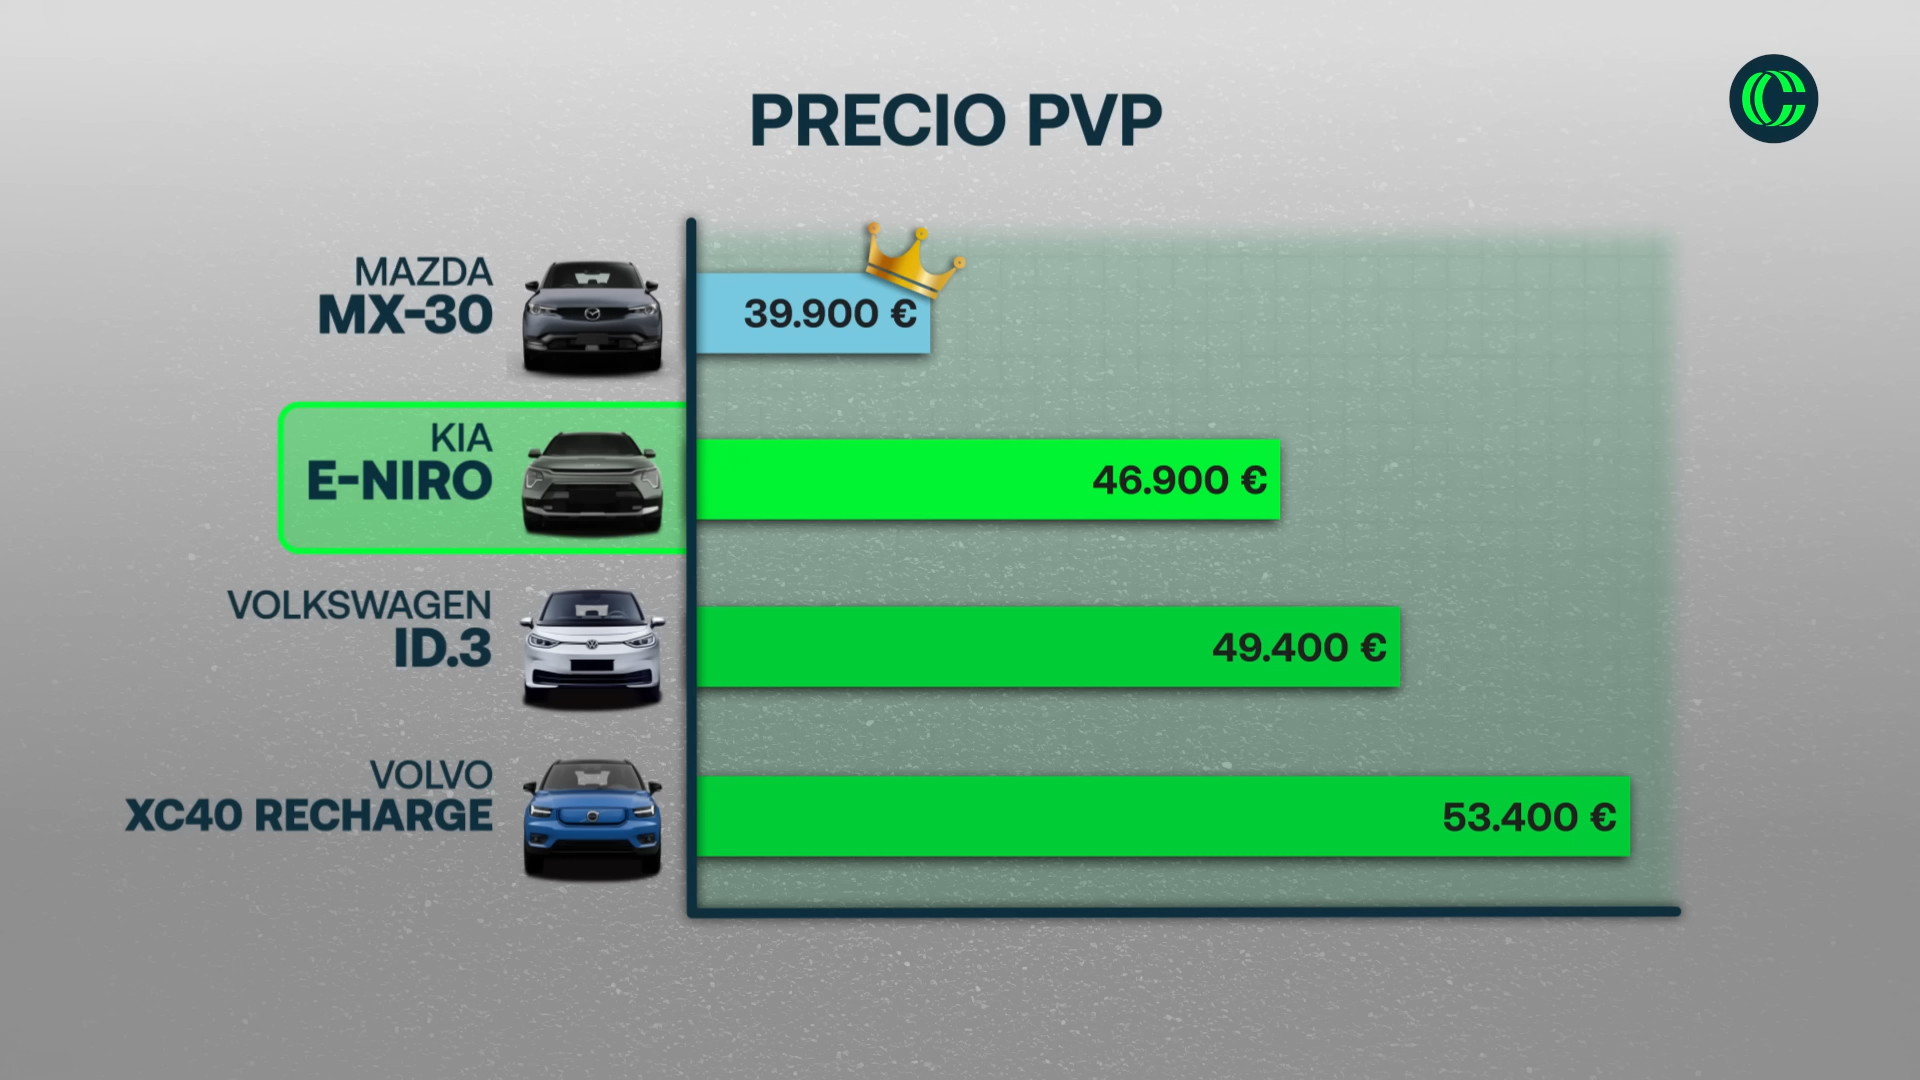 PRECIO PVP
MAZDA
MX-30
39.900 €
KIA
E-NIRO
46.900 €
VOLKSWAGEN
ID.3
49.400 €
VOLVO
XC40 RECHARGE
53.400 €